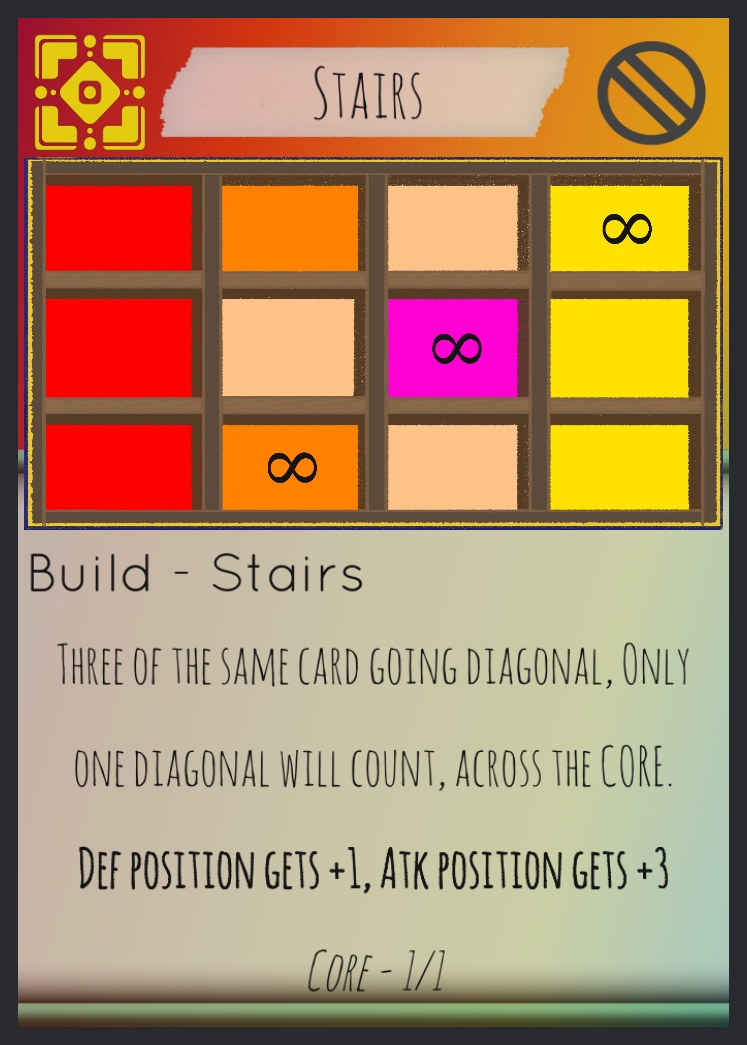 Stairs
∞
∞
∞
Build - Stairs
Three of the same card going diagonal, Only
one diagonal will count, across the CORE.
Def position gets +1, Atk position gets +3
Core - 1/1